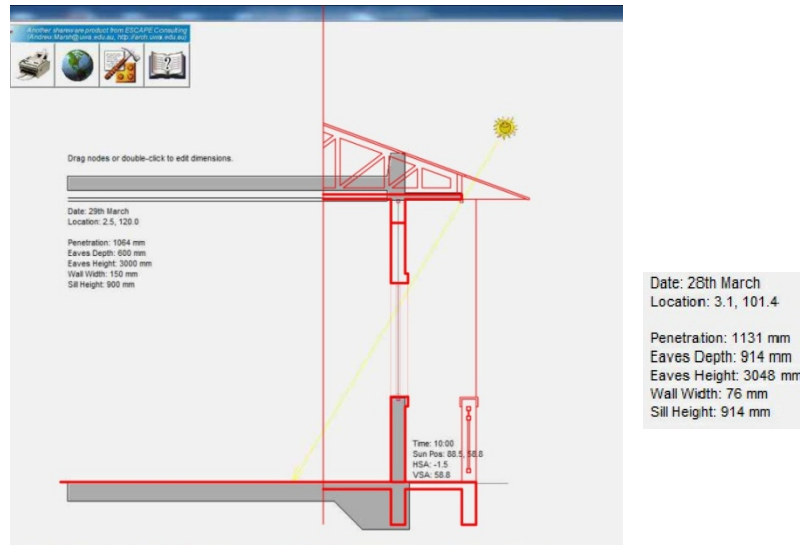 Another shareware product from ESCAPE Consulting
Drag nodes or double-click to edit dimensions.
Date: 29th March
Location: 2.5, 120.0
Penetration: 1064 mm
Eaves Depth: 600 mm
Eaves Height: 3000 mm
Wall Width: 150 mm
Sill Height: 900 mm
Time: 10:00
Sun Pos: 88.5, 58.8
HSA: -1.5
VSA: 58.8
Date: 28th March
Location: 3.1, 101.4
Penetration: 1131 mm
Eaves Depth: 914 mm
Eaves Height: 3048 mm
Wall Width: 76 mm
Sill Height: 914 mm